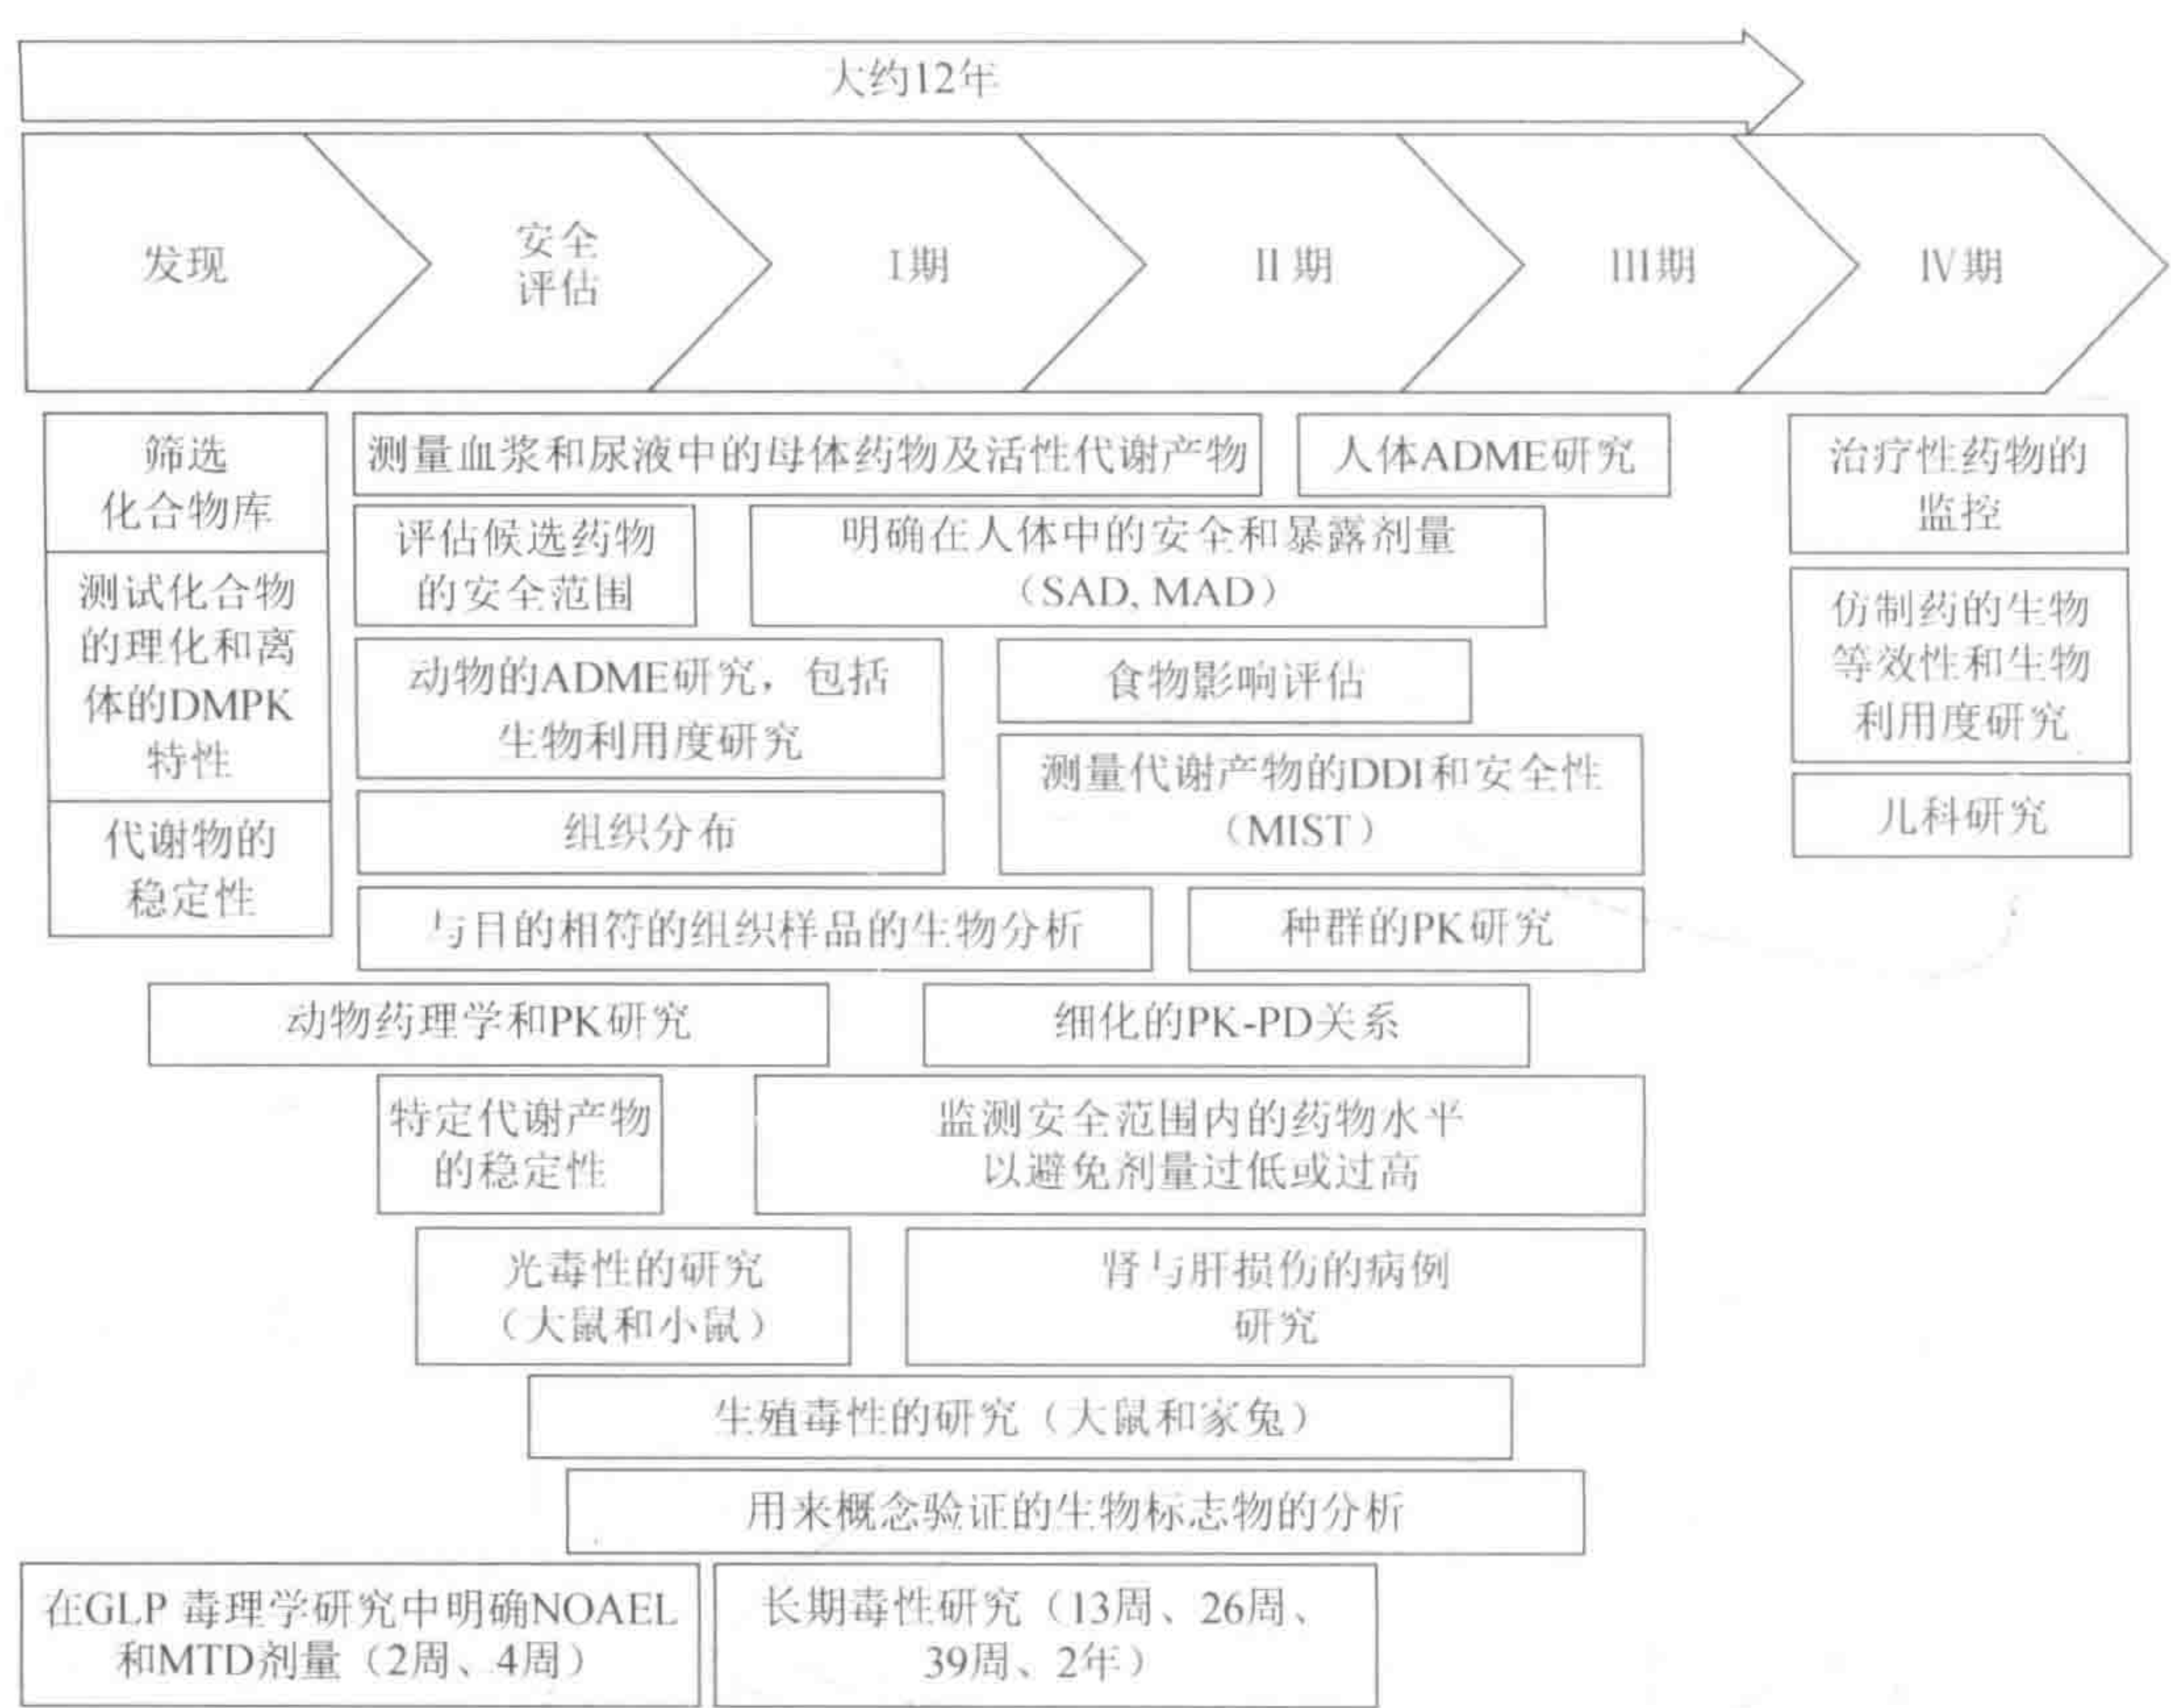 大约12年
发现
安全
评估
I期
II期
III期
IV期
筛选
化合物库
测试化合物
的理化和离
体的DMPK
特性
代谢物的
稳定性
测量血浆和尿液中的母体药物及活性代谢产物
人体ADME研究
治疗性药物的
监控
评估候选药物
的安全范围
明确在人体中的安全和暴露剂量
（SAD, MAD）
仿制药的生物
等效性和生物
利用度研究
动物的ADME研究，包括
生物利用度研究
食物影响评估
测量代谢产物的DDI和安全性
（MIST）
儿科研究
组织分布
与目的相符的组织样品的生物分析
种群的PK研究
动物药理学和PK研究
细化的PK-PD关系
特定代谢产物
的稳定性
监测安全范围内的药物水平
以避免剂量过低或过高
光毒性的研究
（大鼠和小鼠）
肾与肝损伤的病例
研究
生殖毒性的研究（大鼠和家兔）
用来概念验证的生物标志物的分析
在GLP 毒理学研究中明确NOAEL
和MTD剂量（2周、4周）
长期毒性研究（13周、26周、
39周、2年）